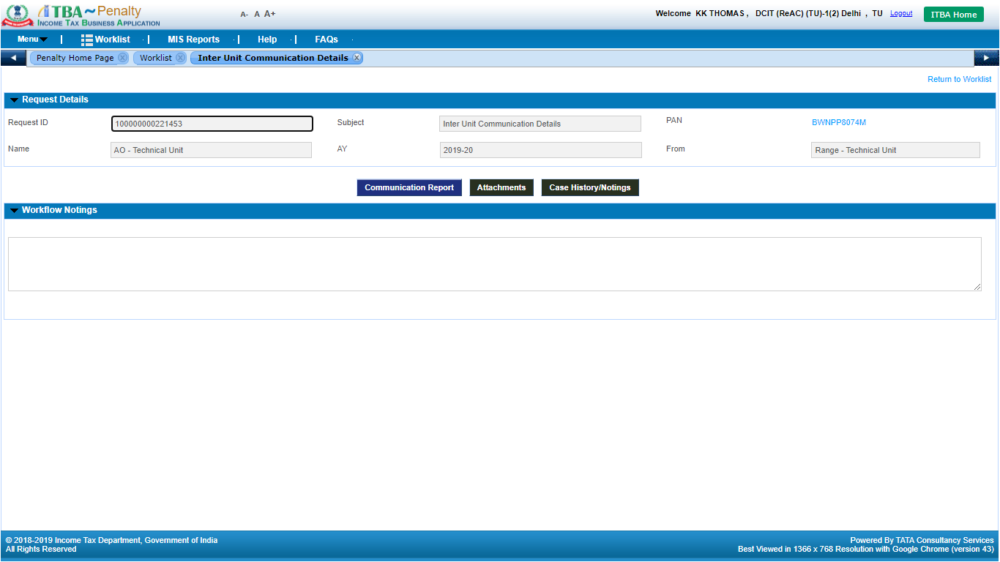 iTBA ~ Penalty
INCOME TAX BUSINESS APPLICATION
A- A A+
Welcome KK THOMAS , DCIT (ReAC) (TU)-1(2) Delhi , TU Logout ITBA Home
Menu | Worklist | MIS Reports | Help | FAQs
Penalty Home Page Worklist Inter Unit Communication Details
Return to Worklist
Request Details
Request ID 100000000221453 Subject Inter Unit Communication Details PAN BWNPP8074M
Name AO - Technical Unit AY 2019-20 From Range - Technical Unit
Communication Report Attachments Case History/Notings
Workflow Notings
© 2018-2019 Income Tax Department, Government of India
All Rights Reserved
Powered By TATA Consultancy Services
Best Viewed in 1366 x 768 Resolution with Google Chrome (version 43)